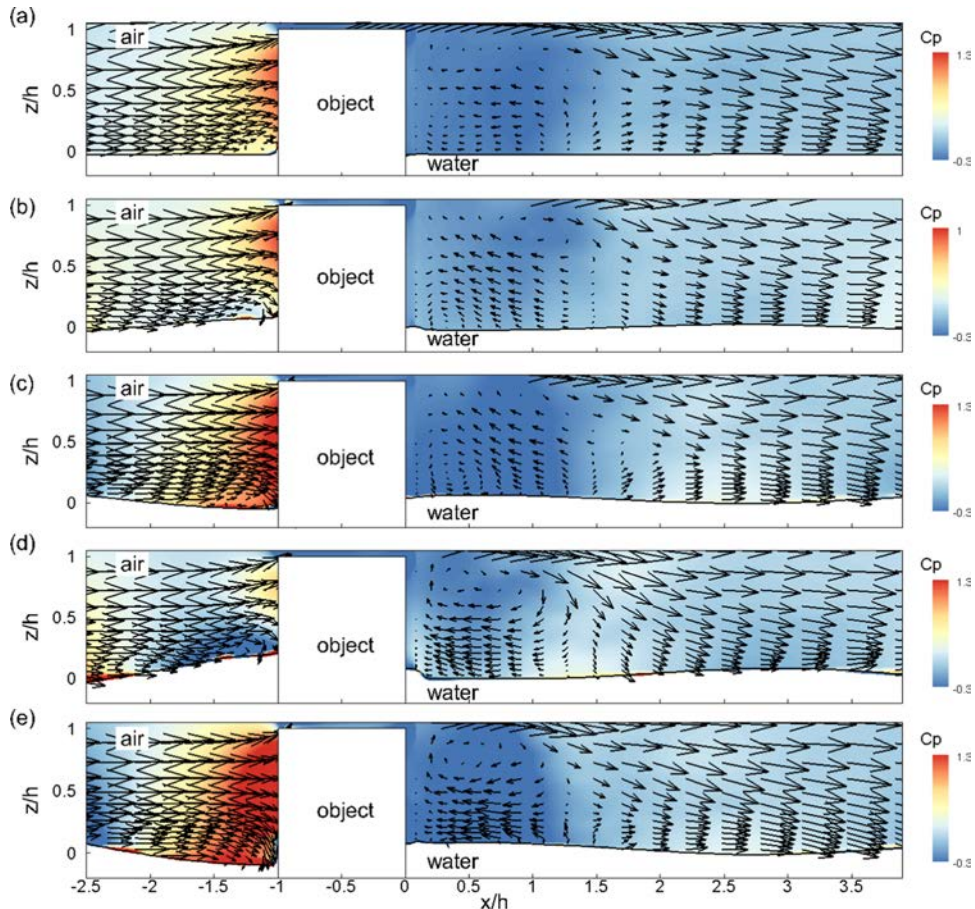 (a)
air
object
water
z/h
1
0.5
0
Cp
1.3
-0.3
(b)
air
object
water
z/h
1
0.5
0
Cp
1
-0.3
(c)
air
object
water
z/h
1
0.5
0
Cp
1.3
-0.3
(d)
air
object
water
z/h
1
0.5
0
Cp
1.3
-0.3
(e)
air
object
water
z/h
1
0.5
0
Cp
1.3
-0.3
-2.5 -2 -1.5 -1 -0.5 0 0.5 1 1.5 2 2.5 3 3.5
x/h